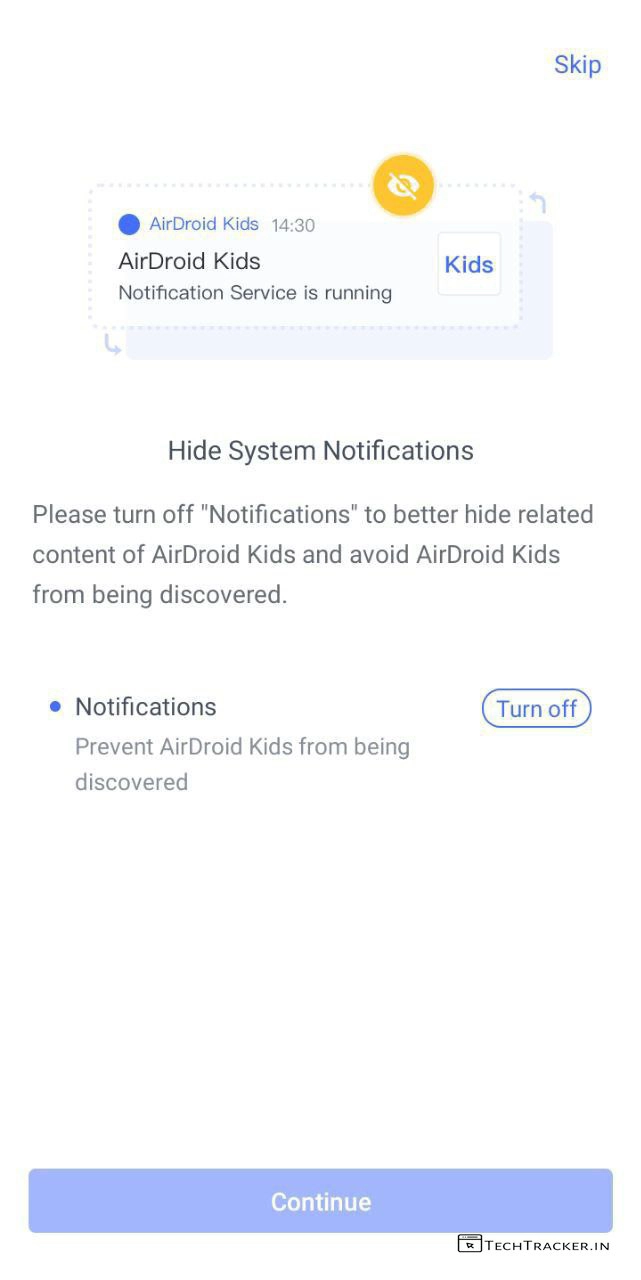 Skip
AirDroid Kids 14:30
AirDroid Kids
Notification Service is running
Kids
Hide System Notifications
Please turn off "Notifications" to better hide related
content of AirDroid Kids and avoid AirDroid Kids
from being discovered.
Notifications
Turn off
Prevent AirDroid Kids from being
discovered
Continue
TECHTRACKER.IN